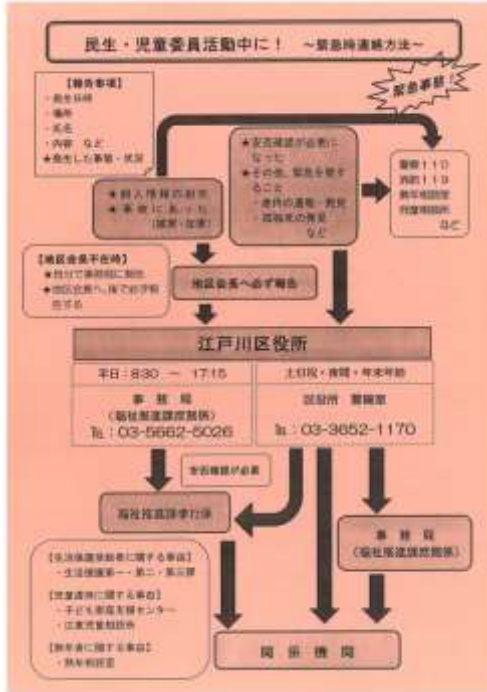 民生・児童委員活動中に！ ～緊急時連絡方法～
緊急事態！
【報告事項】
・発生日時
・場所
・氏名
・内容 など
★発生した事態・状況
★個人情報の紛失
★事故にあった
（被害・加害）
★安否確認が必要に
なった
★その他、緊急を要する
こと
・事件の遭遇・発見
・孤独死の発見
など
警察１１０
消防１１９
熟年相談室
児童相談所
など
【地区会長不在時】
★自分で事務局に報告
★地区会長へ、後で必ず報
告する
地区会長へ必ず報告
江戸川区役所
平日：8:30 ～ 17:15
土日祝・夜間・年末年始
事務局
（福祉推進課庶務係）
℡：03-5662-5026
区役所 警備室
℡：03-3652-1170
安否確認が必要
福祉推進課孝行係
事務局
（福祉推進課庶務係）
【生活保護受給者に関する事故】
・生活援護第一・第二・第三課
【児童虐待に関する事故】
・子ども家庭支援センター
・江東児童相談所
【熟年者に関する事故】
・熟年相談室
関係機関